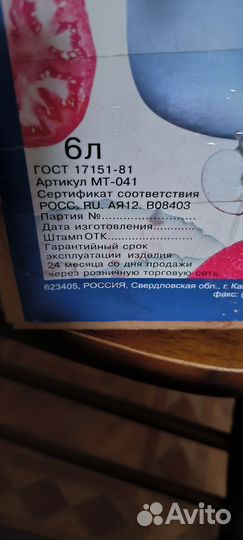 6л
ГОСТ 17151-81
Артикул МТ-041
Сертификат соответствия
РОСС. RU. АЯ12. В08403
Партия №
Дата изготовления
Штамп ОТК
Гарантийный срок
эксплуатации изделия
24 месяца со дня продажи
через розничную торговую сеть
623405, РОССИЯ, Свердловская обл., г. Ка
факс: (
Avito